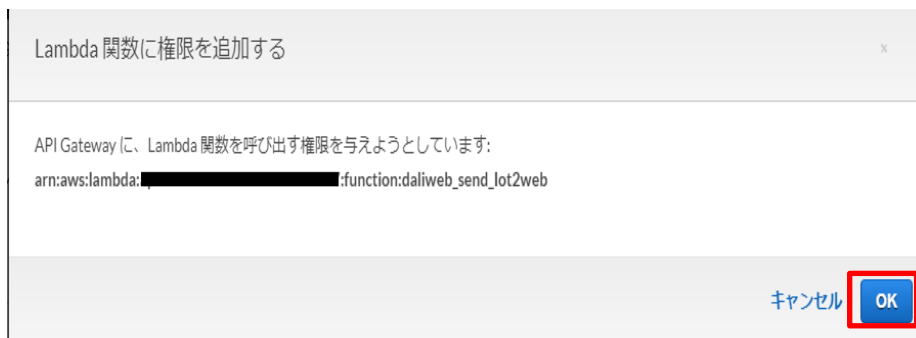 Lambda 関数に権限を追加する
x
API Gateway に、Lambda 関数を呼び出す権限を与えようとしています:
arn:aws:lambda: :function:daliweb_send_Iot2web
キャンセル OK